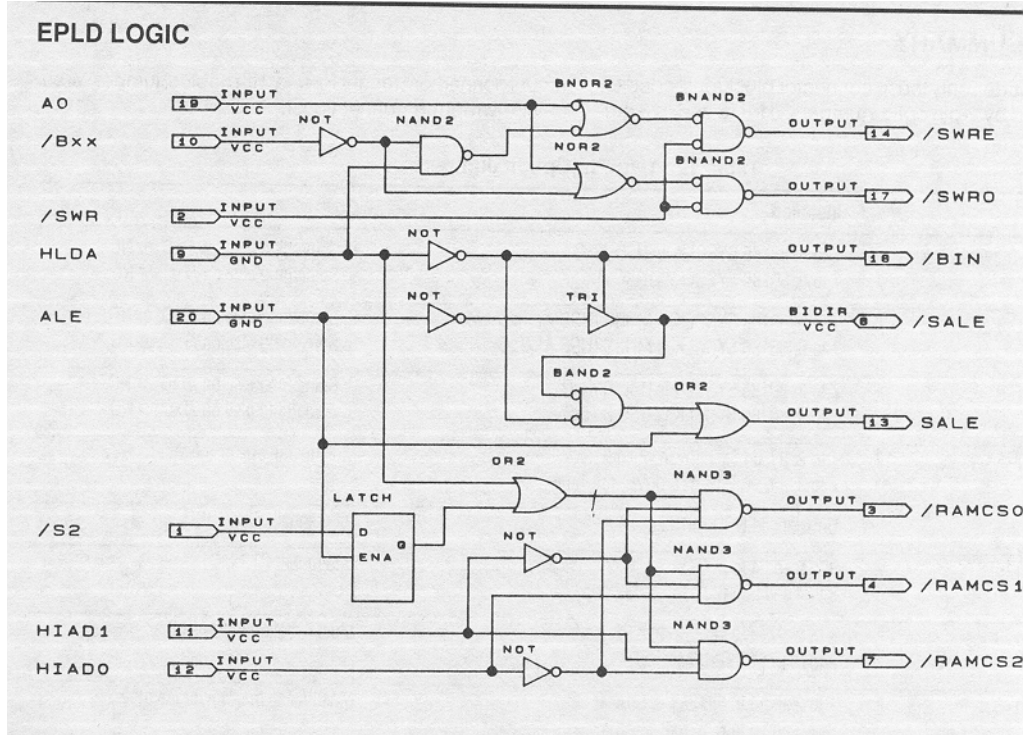 EPLD LOGIC
BNOR2
BNAND2
AO 19 INPUT VCC
NOT
NAND2
OUTPUT 14 /SWRE
/Bxx 10 INPUT VCC
NOR2
BNAND2
OUTPUT 17 /SWRO
/SWR 2 INPUT VCC
NOT
HLDA 9 INPUT GND
OUTPUT 18 /BIN
NOT
TRI
ALE 20 INPUT GND
BIDIR VCC 8 /SALE
BAND2
OR2
OUTPUT 13 SALE
OR2
NAND3
LATCH
OUTPUT 3 /RAMCSO
/S2 1 INPUT VCC
D
Q
ENA
NOT
NAND3
OUTPUT 4 /RAMCS1
HIAD1 11 INPUT VCC
NAND3
NOT
OUTPUT 7 /RAMCS2
HIADO 12 INPUT VCC